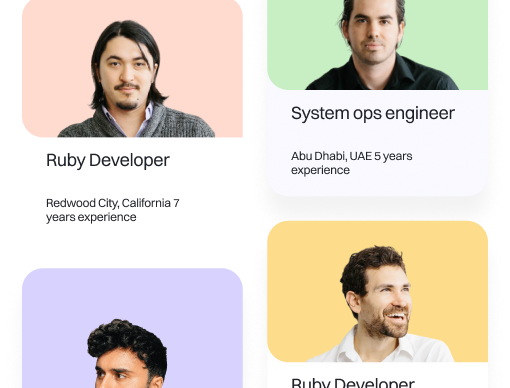 Ruby Developer
Redwood City, California 7
years experience
System ops engineer
Abu Dhabi, UAE 5 years
experience
Ruby Developer